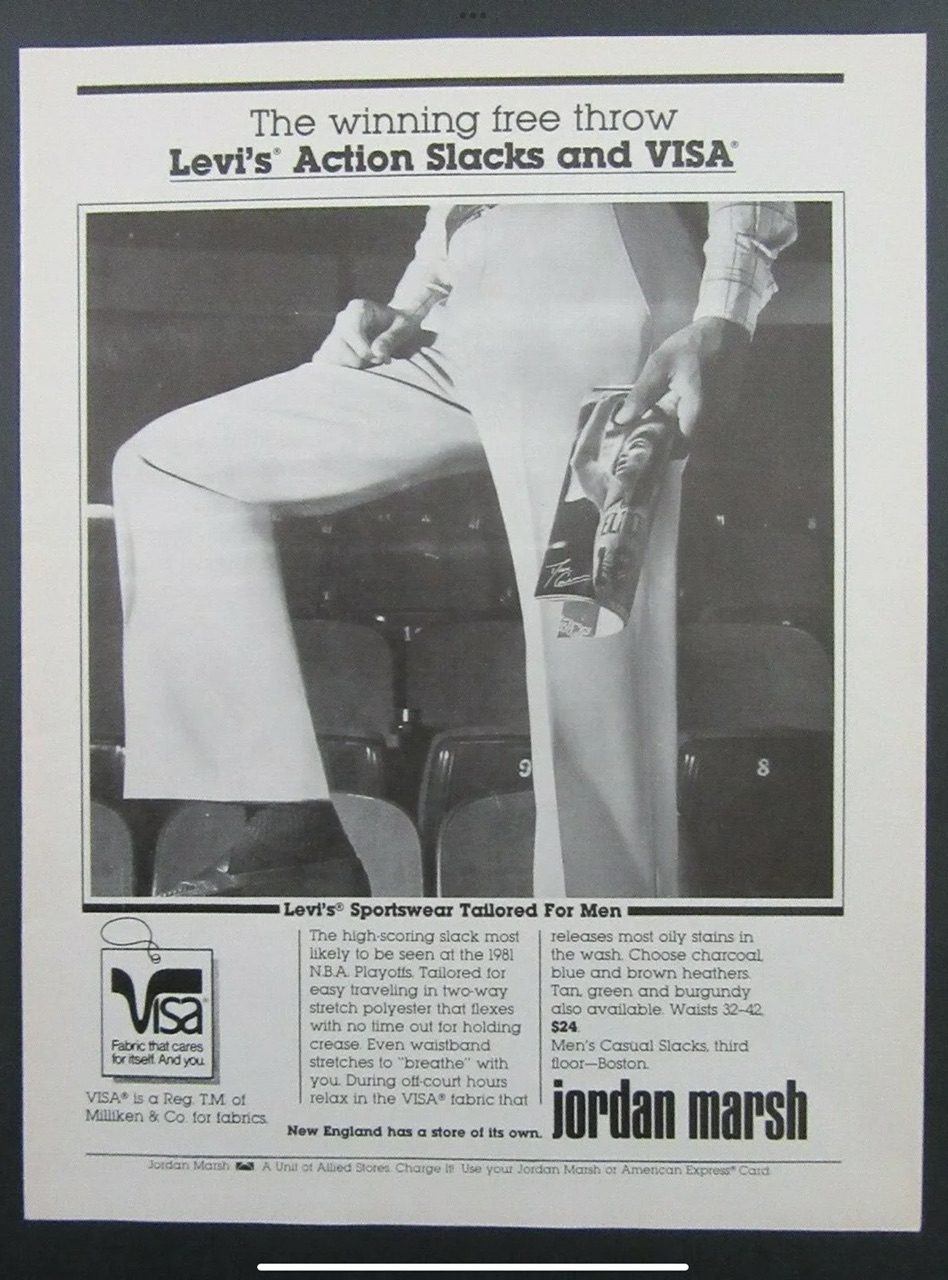 The winning free throw
Levi's® Action Slacks and VISA®
9
8
Levi's® Sportswear Tailored For Men
Visa®
Fabric that cares
for itself. And you.
VISA® is a Reg. T.M. of
Milliken & Co. for fabrics.
The high-scoring slack most
likely to be seen at the 1981
N.B.A. Playoffs. Tailored for
easy traveling in two-way
stretch polyester that flexes
with no time out for holding
crease. Even waistband
stretches to "breathe" with
you. During off-court hours
relax in the VISA® fabric that
releases most oily stains in
the wash. Choose charcoal,
blue and brown heathers.
Tan, green and burgundy
also available. Waists 32-42,
$24.
Men's Casual Slacks, third
floor—Boston.
New England has a store of its own.
jordan marsh
Jordan Marsh A Unit of Allied Stores. Charge It! Use your Jordan Marsh or American Express® Card.